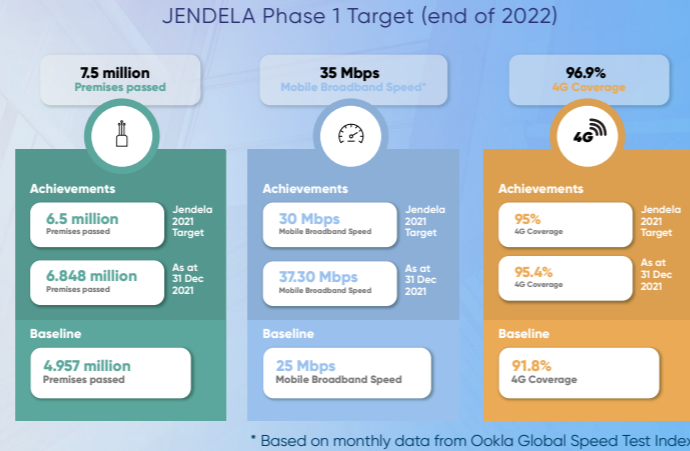 JENDELA Phase 1 Target (end of 2022)
7.5 million
Premises passed
35 Mbps
Mobile Broadband Speed*
96.9%
4G Coverage
4G
Achievements
6.5 million
Premises passed
Jendela
2021
Target
6.848 million
Premises passed
As at
31 Dec
2021
Baseline
4.957 million
Premises passed
Achievements
30 Mbps
Mobile Broadband Speed
Jendela
2021
Target
37.30 Mbps
Mobile Broadband Speed
As at
31 Dec
2021
Baseline
25 Mbps
Mobile Broadband Speed
Achievements
95%
4G Coverage
Jendela
2021
Target
95.4%
4G Coverage
As at
31 Dec
2021
Baseline
91.8%
4G Coverage
* Based on monthly data from Ookla Global Speed Test Index